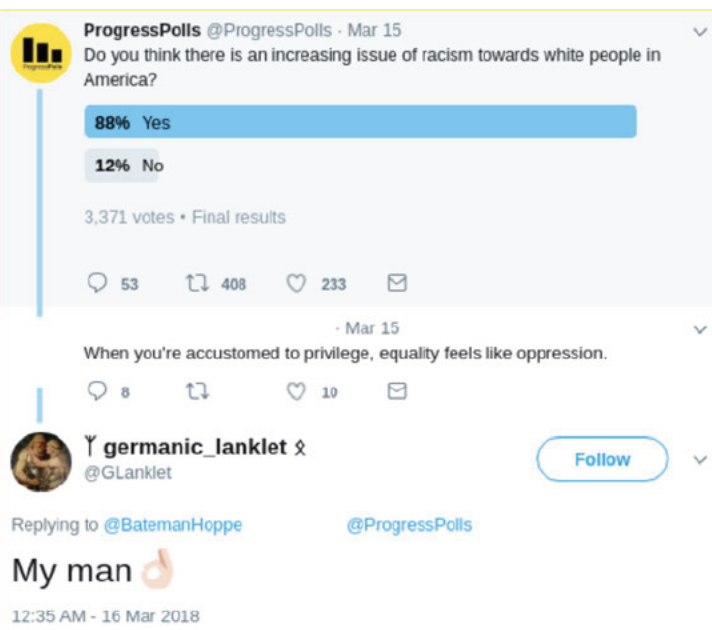 ProgressPolls @ProgressPolls · Mar 15
Do you think there is an increasing issue of racism towards white people in
America?
88% Yes
12% No
3,371 votes • Final results
53 408 233
· Mar 15
When you're accustomed to privilege, equality feels like oppression.
8 10
ᛉ germanic_lanklet ᛟ
@GLanklet
Follow
Replying to @BatemanHoppe @ProgressPolls
My man 👌🏻
12:35 AM - 16 Mar 2018